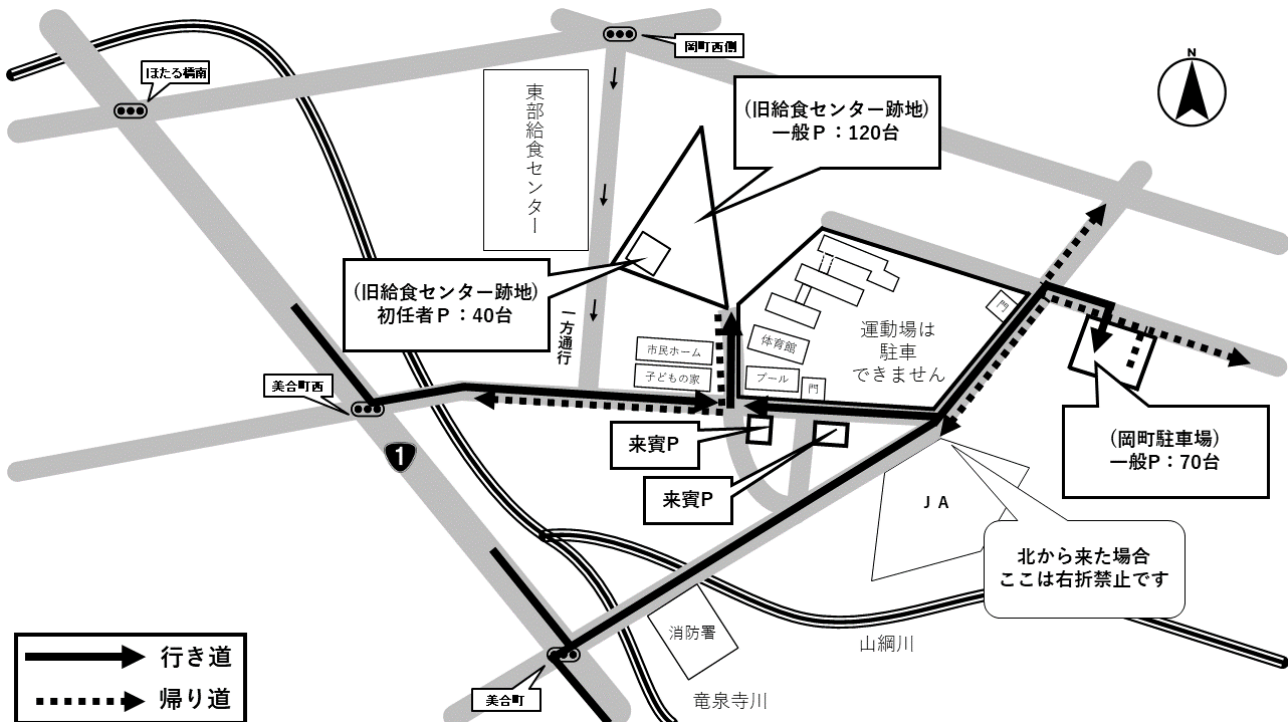 岡町西側
N
ほたる橋南
(旧給食センター跡地)
一般P：120台
東部給食センター
(旧給食センター跡地)
初任者P：40台
一方通行
門
運動場は
駐車
できません
体育館
市民ホーム
子どもの家
プール
門
美合町西
1
来賓P
来賓P
(岡町駐車場)
一般P：70台
JA
北から来た場合
ここは右折禁止です
消防署
山綱川
美合町
竜泉寺川
行き道
帰り道